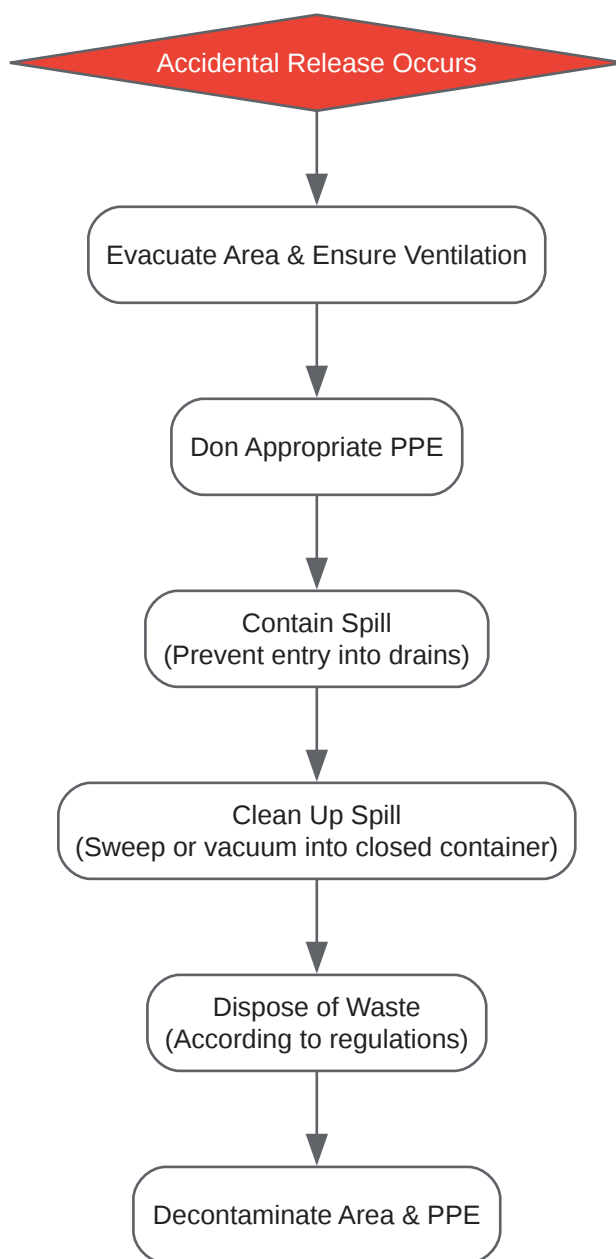 Accidental Release Occurs
Evacuate Area & Ensure Ventilation
Don Appropriate PPE
Contain Spill
(Prevent entry into drains)
Clean Up Spill
(Sweep or vacuum into closed container)
Dispose of Waste
(According to regulations)
Decontaminate Area & PPE